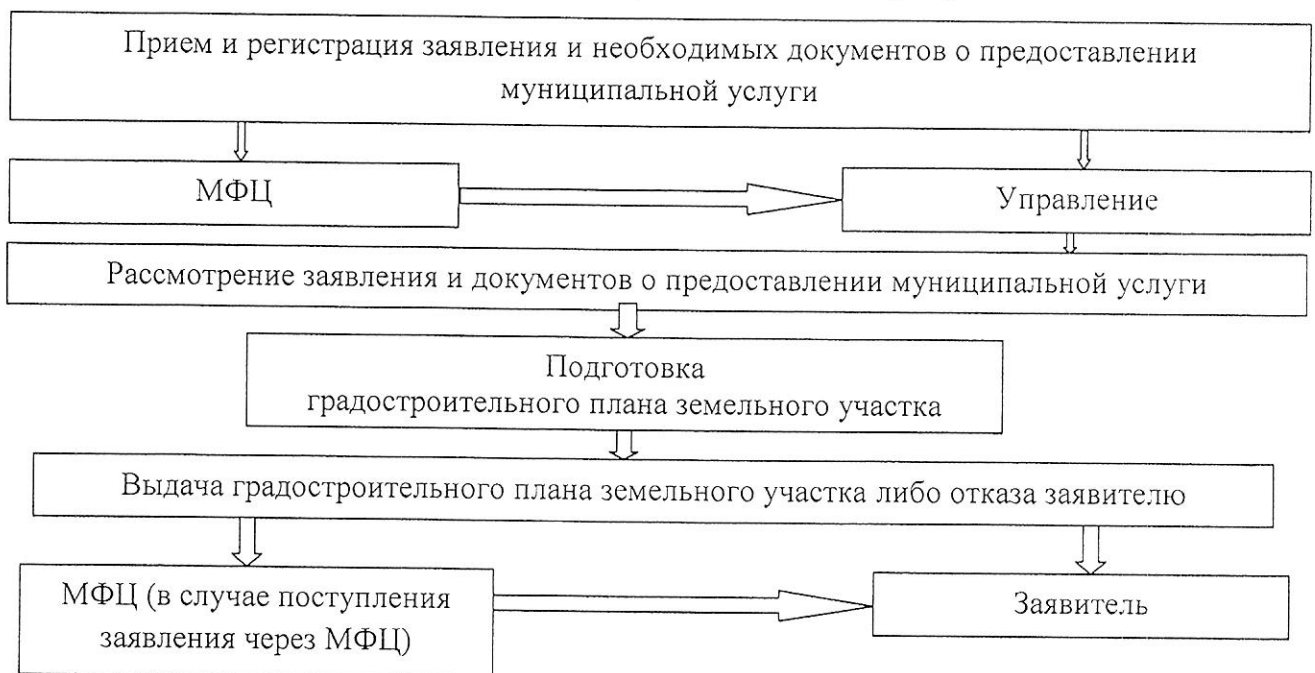 Прием и регистрация заявления и необходимых документов о предоставлении
муниципальной услуги
МФЦ
Управление
Рассмотрение заявления и документов о предоставлении муниципальной услуги
Подготовка
градостроительного плана земельного участка
Выдача градостроительного плана земельного участка либо отказа заявителю
МФЦ (в случае поступления
заявления через МФЦ)
Заявитель